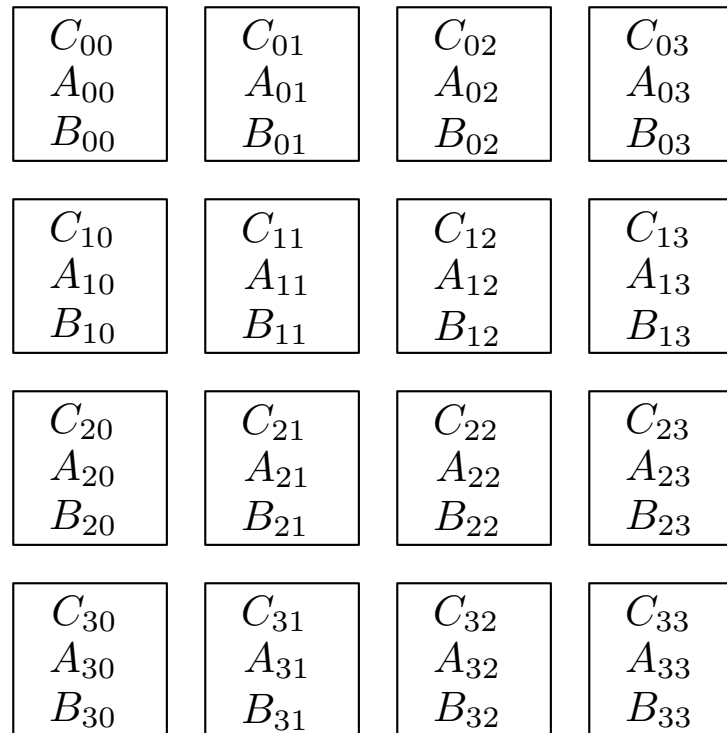 C₀₀ C₀₁ C₀₂ C₀₃
A₀₀ A₀₁ A₀₂ A₀₃
B₀₀ B₀₁ B₀₂ B₀₃
C₁₀ C₁₁ C₁₂ C₁₃
A₁₀ A₁₁ A₁₂ A₁₃
B₁₀ B₁₁ B₁₂ B₁₃
C₂₀ C₂₁ C₂₂ C₂₃
A₂₀ A₂₁ A₂₂ A₂₃
B₂₀ B₂₁ B₂₂ B₂₃
C₃₀ C₃₁ C₃₂ C₃₃
A₃₀ A₃₁ A₃₂ A₃₃
B₃₀ B₃₁ B₃₂ B₃₃